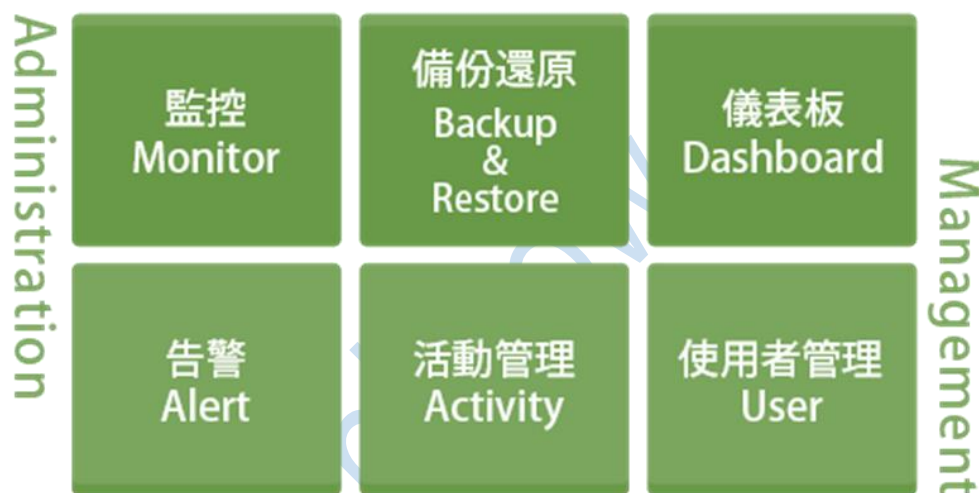 Administration
監控
Monitor
備份還原
Backup
&
Restore
儀表板
Dashboard
告警
Alert
活動管理
Activity
使用者管理
User
Management